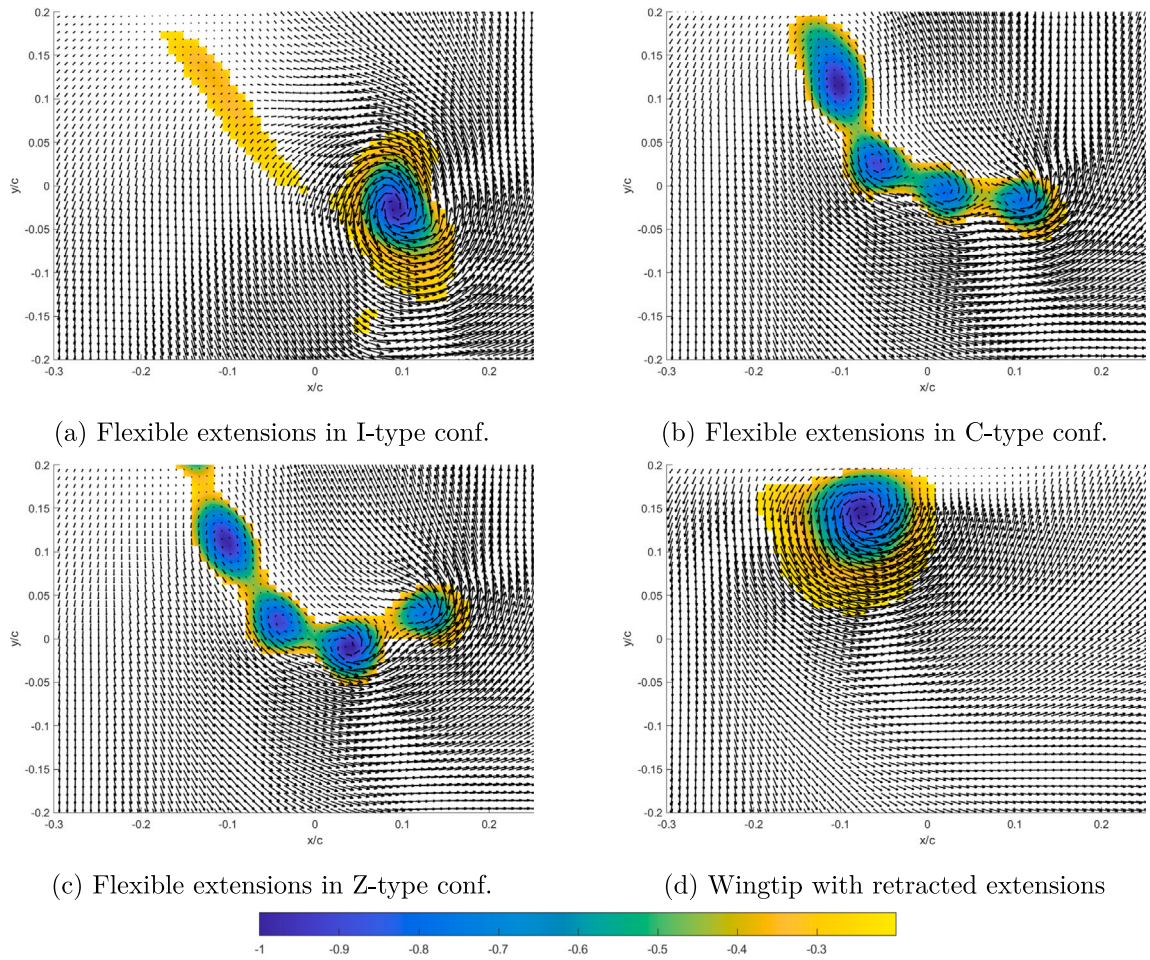 0.2
0.15
0.1
0.05
0
-0.05
-0.1
-0.15
-0.2
y/c
-0.3 -0.2 -0.1 0 0.1 0.2
x/c
(a) Flexible extensions in I-type conf.
0.2
0.15
0.1
0.05
0
-0.05
-0.1
-0.15
-0.2
y/c
-0.3 -0.2 -0.1 0 0.1 0.2
x/c
(b) Flexible extensions in C-type conf.
0.2
0.15
0.1
0.05
0
-0.05
-0.1
-0.15
-0.2
y/c
-0.3 -0.2 -0.1 0 0.1 0.2
x/c
(c) Flexible extensions in Z-type conf.
0.2
0.15
0.1
0.05
0
-0.05
-0.1
-0.15
-0.2
y/c
-0.3 -0.2 -0.1 0 0.1 0.2
x/c
(d) Wingtip with retracted extensions
-1 -0.9 -0.8 -0.7 -0.6 -0.5 -0.4 -0.3